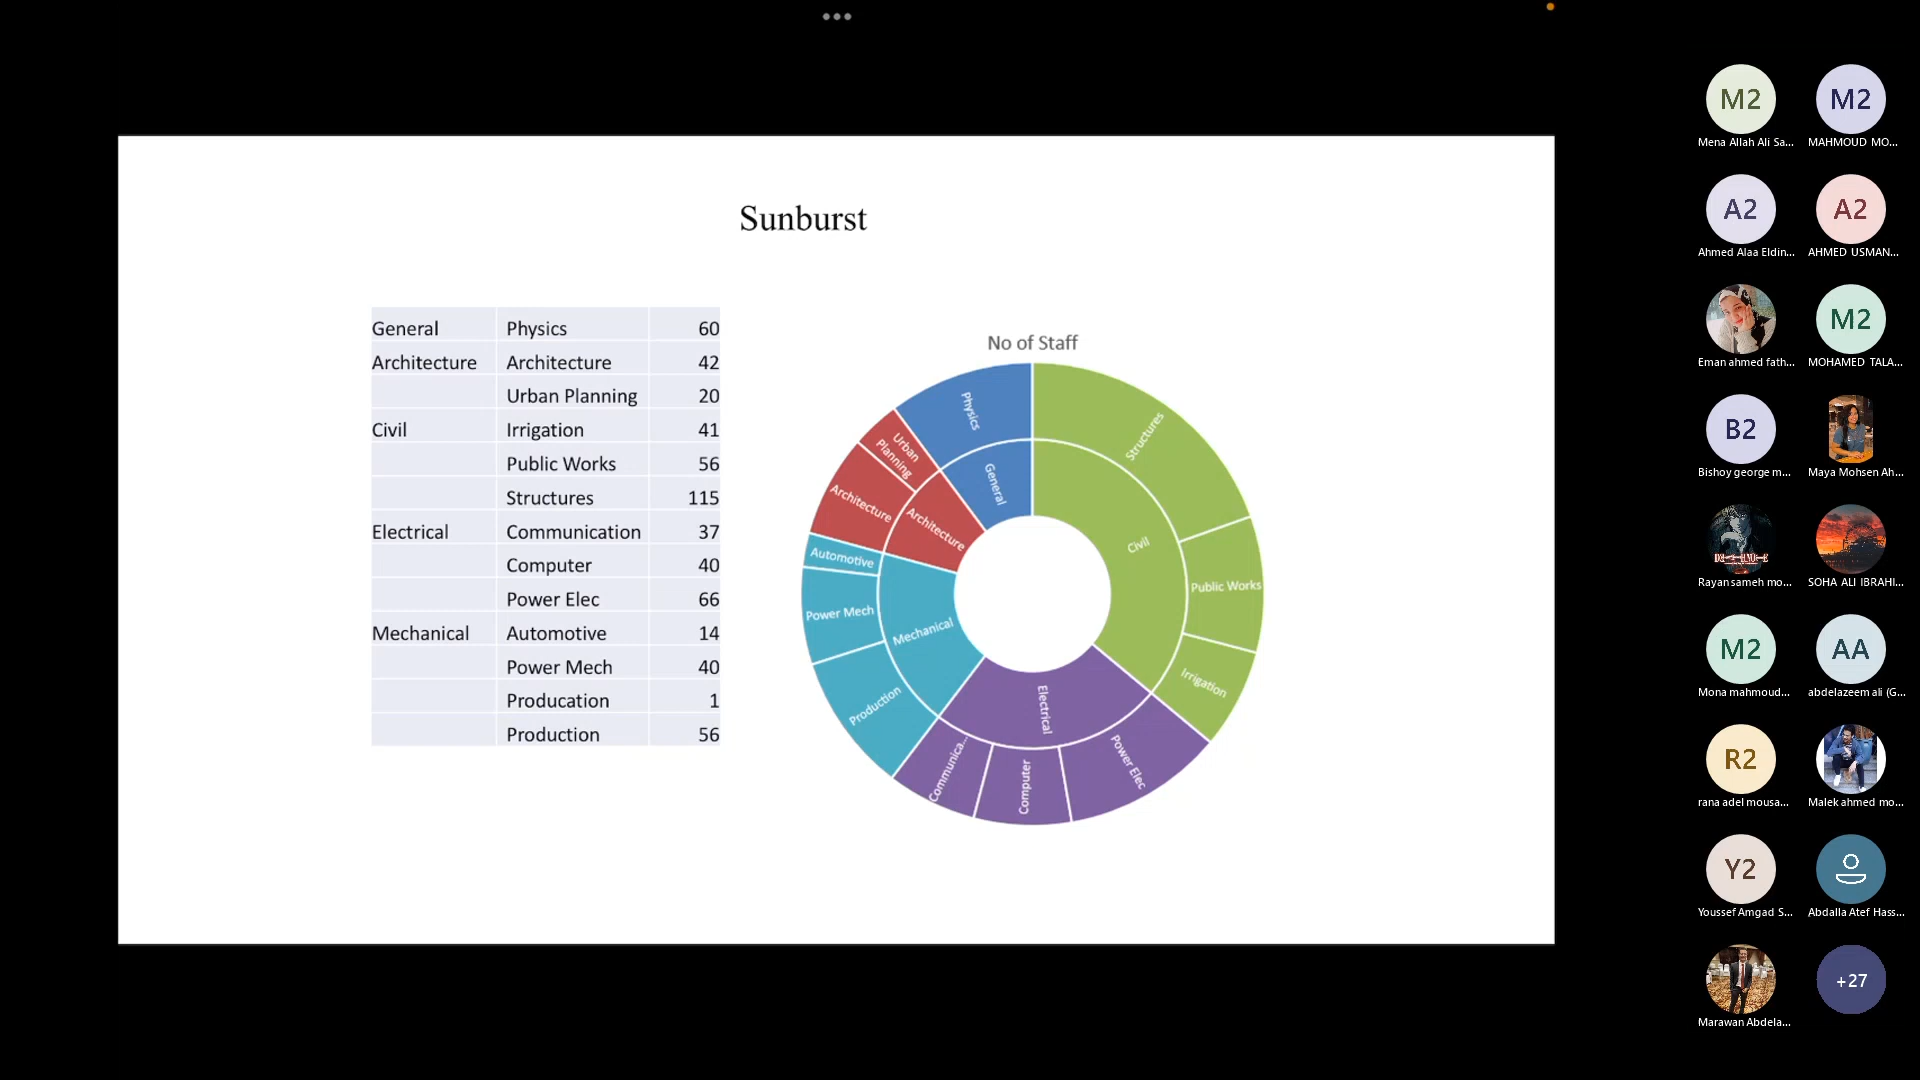 Sunburst
General Physics 60
Architecture Architecture 42
Urban Planning 20
Civil Irrigation 41
Public Works 56
Structures 115
Electrical Communication 37
Computer 40
Power Elec 66
Mechanical Automotive 14
Power Mech 40
Producation 1
Production 56
No of Staff
Structures
Public Works
Irrigation
Civil
Power Elec
Computer
Communica...
Electrical
Production
Power Mech
Automotive
Mechanical
Architecture
Urban
Planning
Architecture
Physics
General
M2 M2
Mena Allah Ali Sa... MAHMOUD MO...
A2 A2
Ahmed Alaa Eldin... AHMED USMAN...
M2
Eman ahmed fath... MOHAMED TALA...
B2
Bishoy george m... Maya Mohsen Ah...
Rayan sameh mo... SOHA ALI IBRAHI...
M2 AA
Mona mahmoud... abdelazeem ali (G...
R2
rana adel mousa... Malek ahmed mo...
Y2
Youssef Amgad S... Abdalla Atef Hass...
+27
Marawan Abdela...